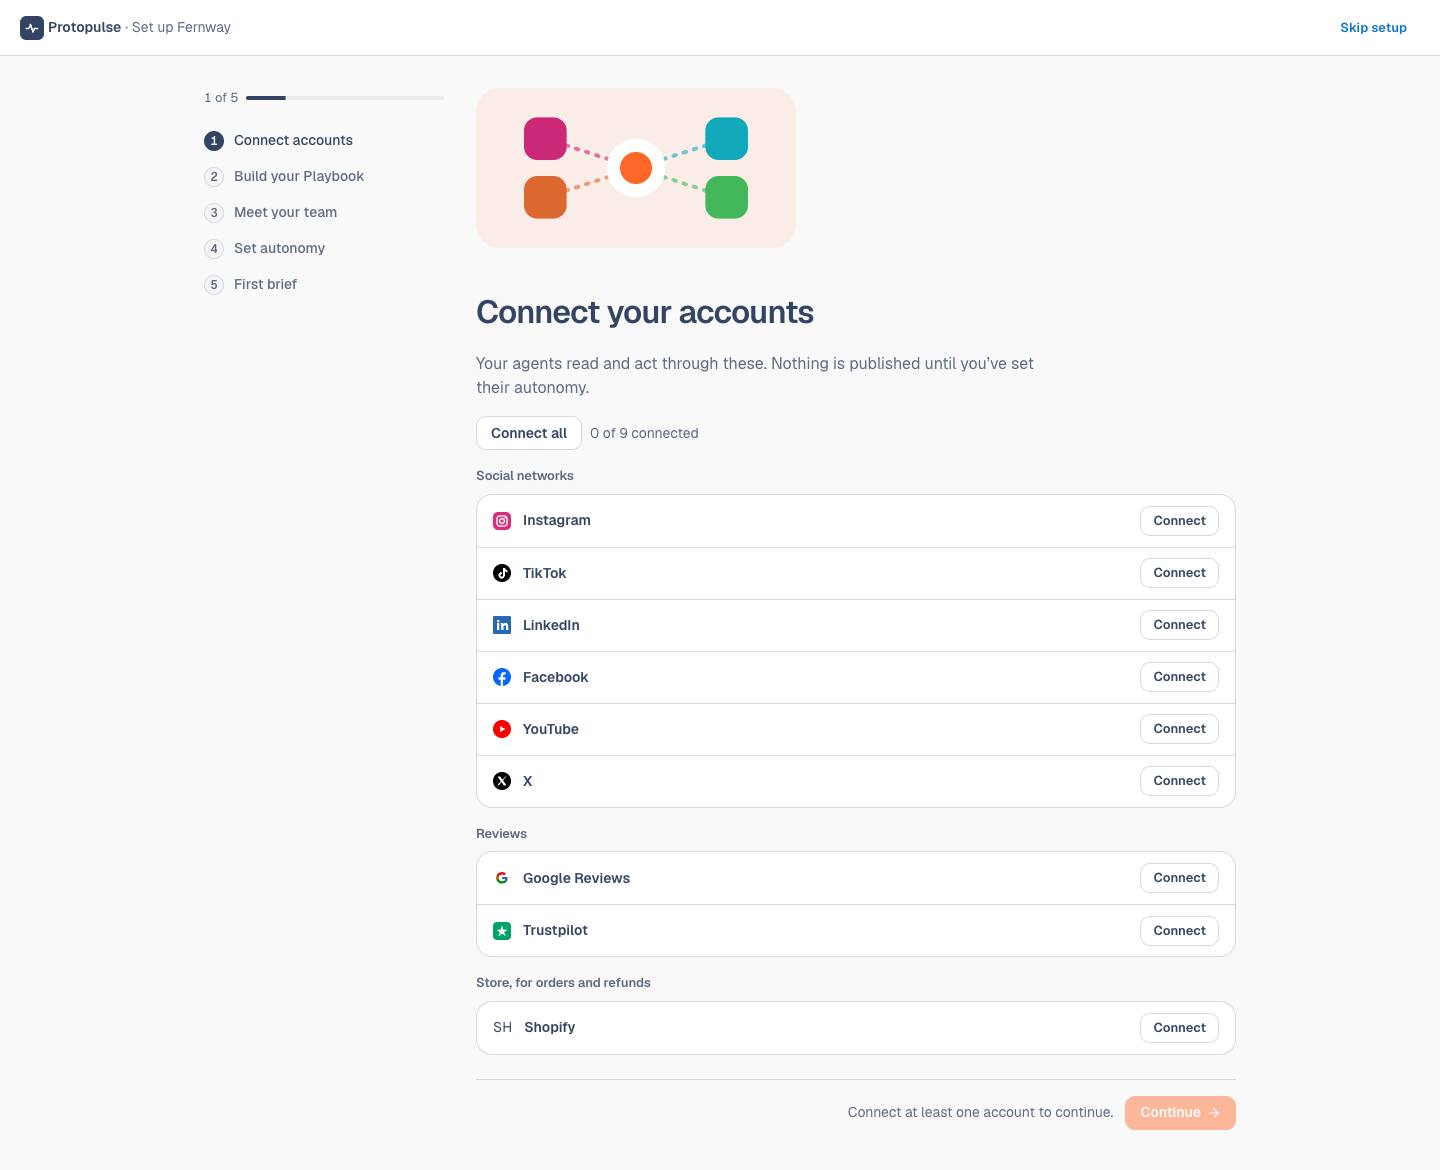 Protopulse · Set up Fernway
Skip setup
1 of 5
1 Connect accounts
2 Build your Playbook
3 Meet your team
4 Set autonomy
5 First brief
Connect your accounts
Your agents read and act through these. Nothing is published until you’ve set
their autonomy.
Connect all 0 of 9 connected
Social networks
Instagram Connect
TikTok Connect
LinkedIn Connect
Facebook Connect
YouTube Connect
X Connect
Reviews
Google Reviews Connect
Trustpilot Connect
Store, for orders and refunds
SH Shopify Connect
Connect at least one account to continue. Continue →